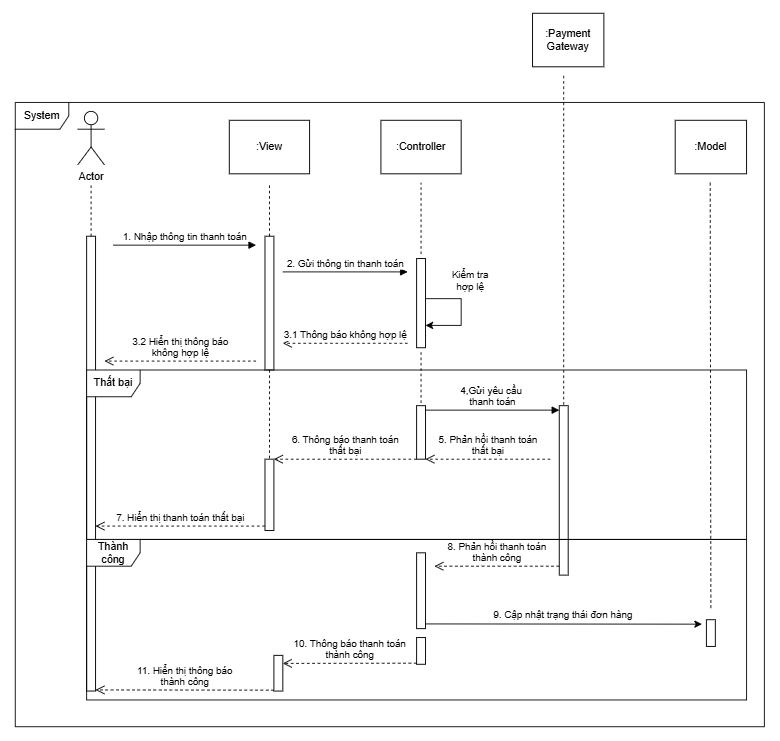 :Payment
Gateway
System
:View
:Controller
:Model
Actor
1. Nhập thông tin thanh toán
2. Gửi thông tin thanh toán
Kiểm tra
hợp lệ
3.1 Thông báo không hợp lệ
3.2 Hiển thị thông báo
không hợp lệ
Thất bại
4,Gửi yêu cầu
thanh toán
6. Thông báo thanh toán
thất bại
5. Phản hồi thanh toán
thất bại
7. Hiển thị thanh toán thất bại
Thành
công
8. Phản hồi thanh toán
thành công
9. Cập nhật trạng thái đơn hàng
10. Thông báo thanh toán
thành công
11. Hiển thị thông báo
thành công